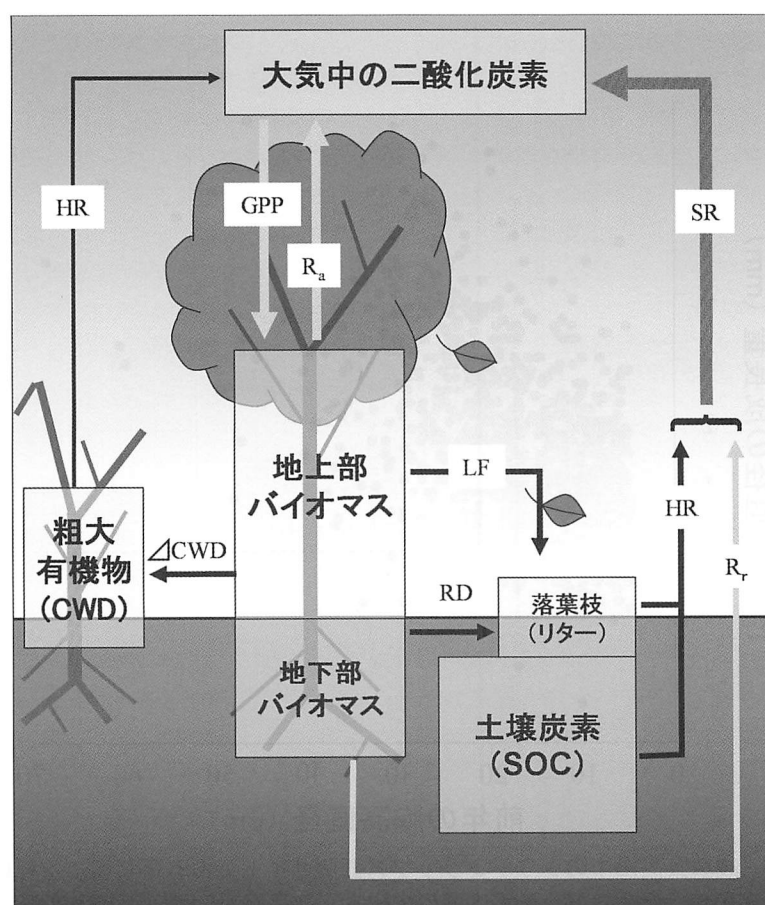 大気中の二酸化炭素
HR
GPP
SR
Ra
地上部
バイオマス
LF
粗大
有機物
(CWD)
⊿CWD
HR
Rr
RD
落葉枝
(リター)
地下部
バイオマス
土壌炭素
(SOC)